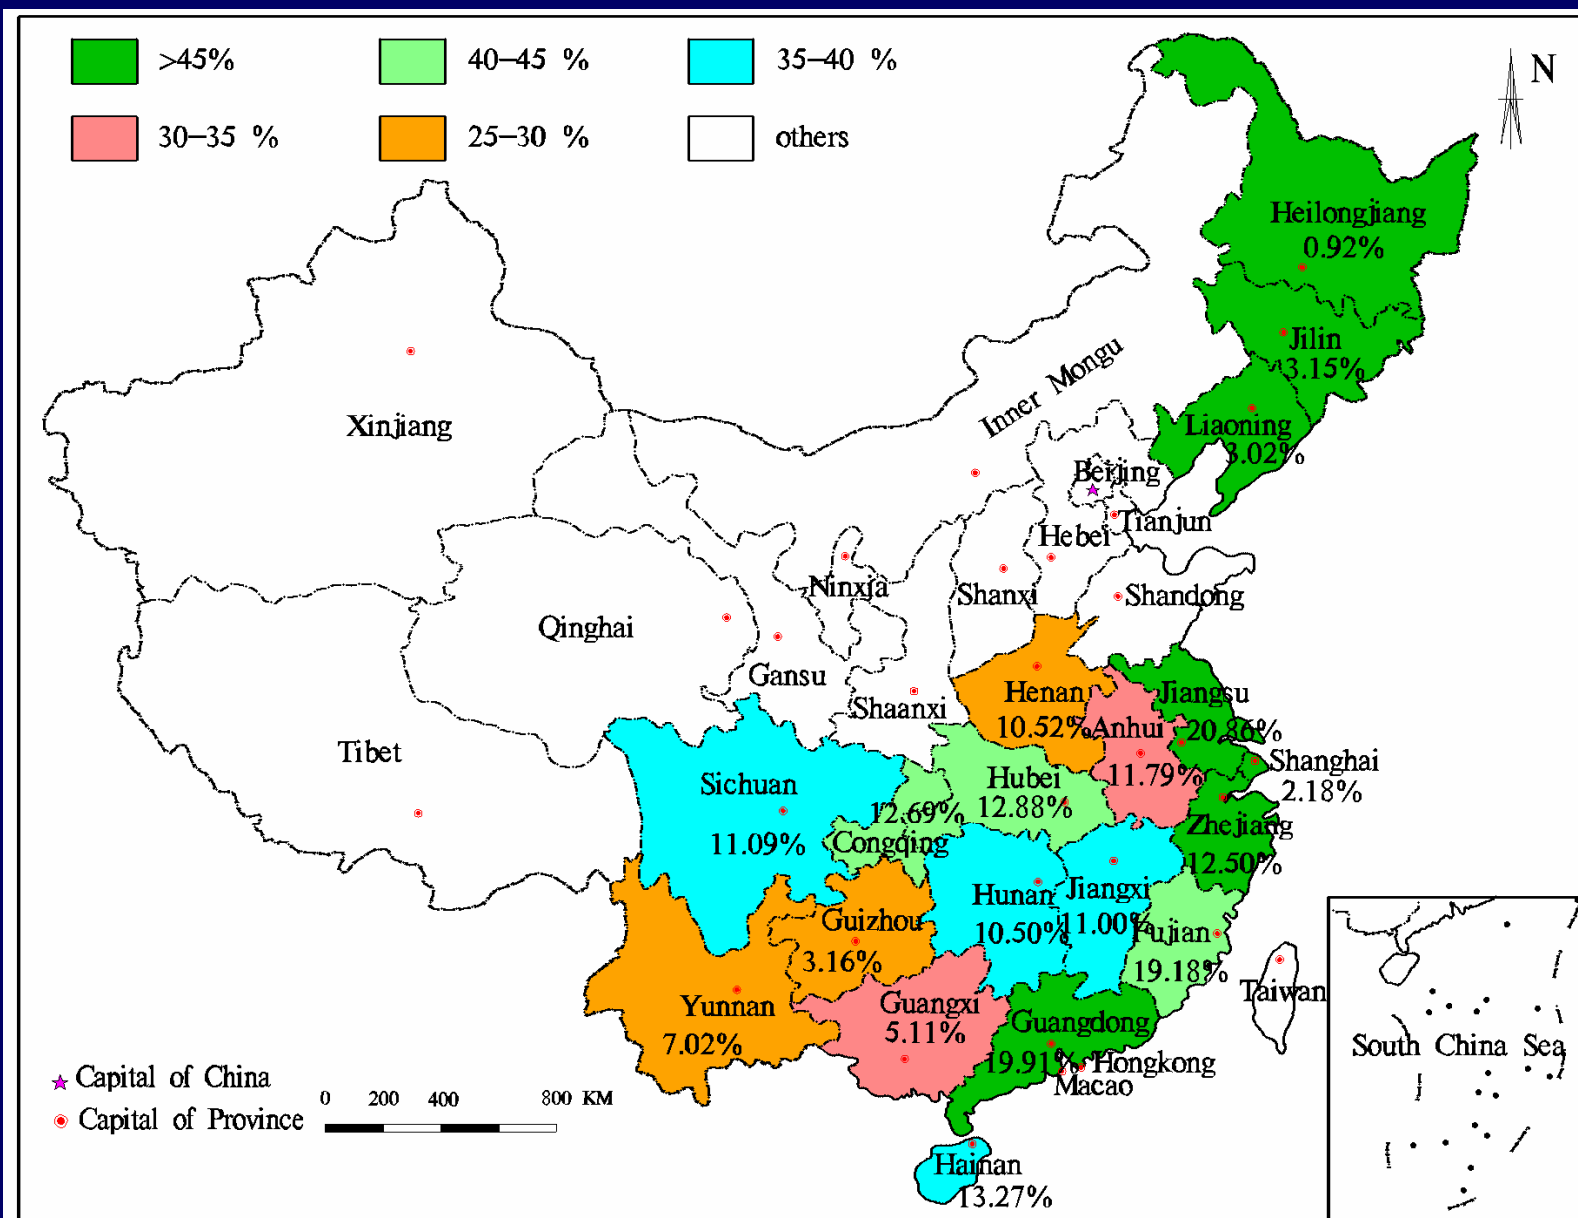 >45%
40–45 %
35–40 %
N
30–35 %
25–30 %
others
Heilongjiang
0.92%
Jilin
3.15%
Inner Mongu
Xinjiang
Liaoning
3.02%
Beijing
Tianjun
Hebei
Ninxia
Shanxi
Shandong
Qinghai
Gansu
Henan
Jiangsu
Shaanxi
10.52%
Anhui
20.86%
Tibet
Shanghai
Sichuan
Hubei
11.79%
2.18%
12.69%
12.88%
Zhejiang
11.09%
Congqing
12.50%
Hunan
Jiangxi
Guizhou
10.50%
11.00%
Fujian
3.16%
19.18%
Taiwan
Yunnan
Guangxi
Guangdong
5.11%
7.02%
South China Sea
19.91%
Hongkong
Capital of China
Macao
0 200 400 800 KM
Capital of Province
Hainan
13.27%